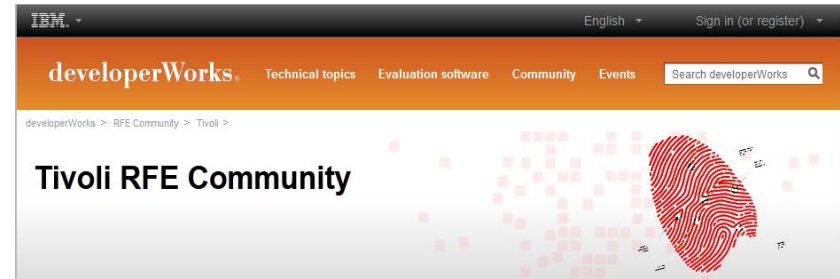 IBM.
English
Sign in (or register)
developerWorks.
Technical topics
Evaluation software
Community
Events
Search developerWorks
developerWorks > RFE Community > Tivoli >
Tivoli RFE Community